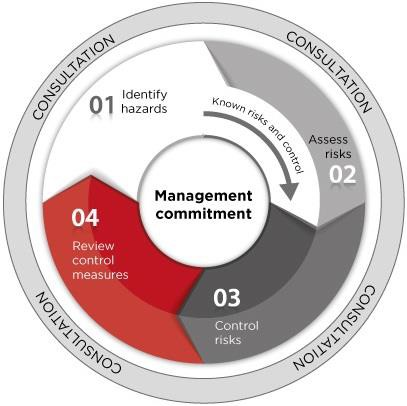 CONSULTATION
CONSULTATION
01 Identify
hazards
Known risks and control
Assess
risks
02
Management
commitment
04
Review
control
measures
03
Control
risks
CONSULTATION
CONSULTATION